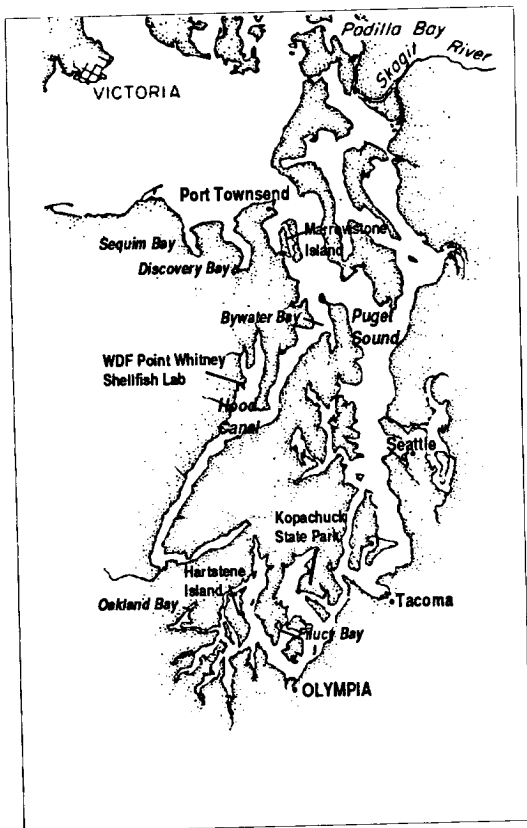 Padilla Bay
Skagit River
VICTORIA
Port Townsend
Marrowstone
Island
Sequim Bay
Discovery Bay
Bywater Bay
Puget
Sound
WDF Point Whitney
Shellfish Lab
Hood
Canal
Seattle
Kopachuck
State Park
Hartstene
Island
Oakland Bay
Tacoma
Filucy Bay
OLYMPIA